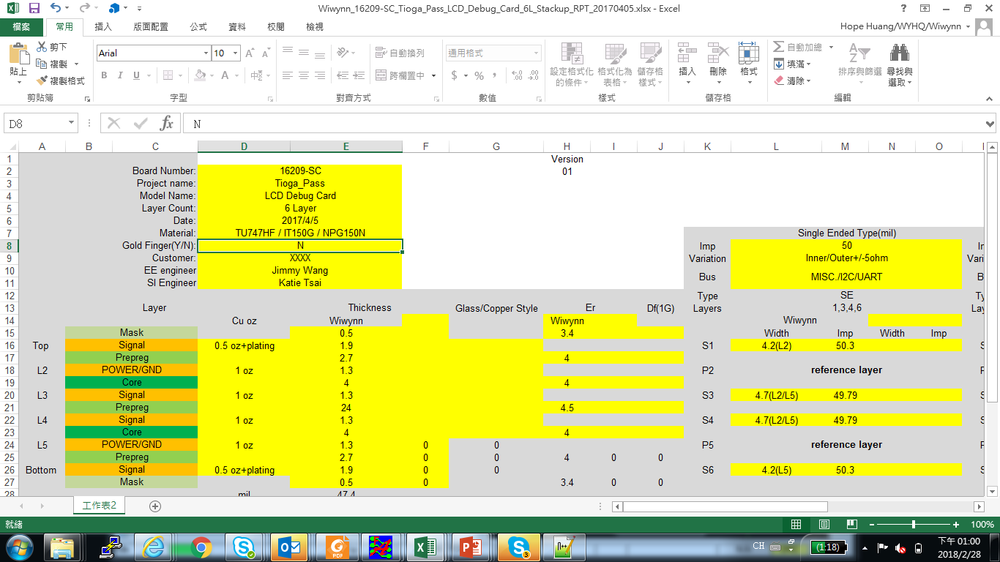 Wiwynn_16209-SC_Tioga_Pass_LCD_Debug_Card_6L_Stackup_RPT_20170405.xlsx - Excel
檔案 常用 插入 版面配置 公式 資料 校閱 檢視 Hope Huang/WYHQ/Wiwynn
貼上 剪下 複製 複製格式 剪貼簿
Arial 10 B I U 字型
自動換列 跨欄置中 對齊方式
通用格式 $ % 數值
設定格式化的條件 格式化為表格 儲存格樣式 樣式
插入 刪除 格式 儲存格
自動加總 填滿 清除 排序與篩選 尋找與選取 編輯
D8 fx N
A B C D E F G H I J K L M N O
1 Version
2 Board Number: 16209-SC 01
3 Project name: Tioga_Pass
4 Model Name: LCD Debug Card
5 Layer Count: 6 Layer
6 Date: 2017/4/5
7 Material: TU747HF / IT150G / NPG150N Single Ended Type(mil)
8 Gold Finger(Y/N): N Imp 50
9 Customer: XXXX Variation Inner/Outer+/-5ohm
10 EE engineer Jimmy Wang
11 SI Engineer Katie Tsai Bus MISC./I2C/UART
12 Type SE
13 Layer Thickness Glass/Copper Style Er Df(1G) Layers 1,3,4,6
14 Cu oz Wiwynn Wiwynn Wiwynn
15 Mask 0.5 3.4 Width Imp Width Imp
16 Top Signal 0.5 oz+plating 1.9 S1 4.2(L2) 50.3
17 Prepreg 2.7 4
18 L2 POWER/GND 1 oz 1.3 P2 reference layer
19 Core 4 4
20 L3 Signal 1 oz 1.3 S3 4.7(L2/L5) 49.79
21 Prepreg 24 4.5
22 L4 Signal 1 oz 1.3 S4 4.7(L2/L5) 49.79
23 Core 4 4
24 L5 POWER/GND 1 oz 1.3 0 0 P5 reference layer
25 Prepreg 2.7 0 0 4 0 0
26 Bottom Signal 0.5 oz+plating 1.9 0 0 S6 4.2(L5) 50.3
27 Mask 0.5 0 3.4 0 0
28 mil 47.4
工作表2
就緒 100%
CH (1:18) 下午 01:00
2018/2/28